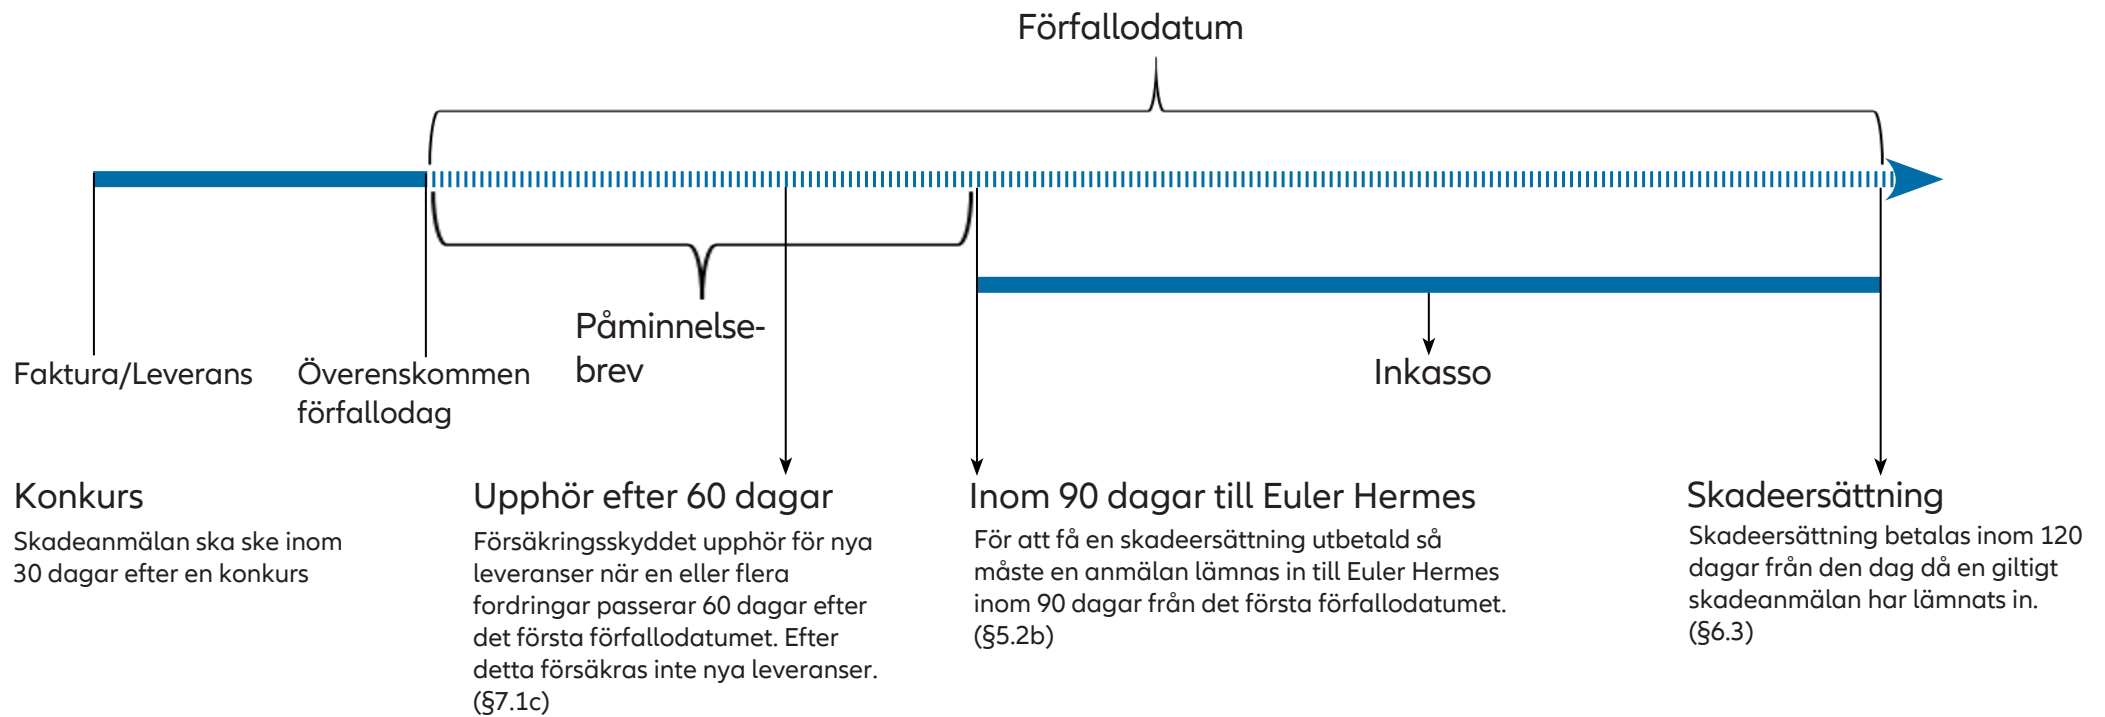 Förfallodatum
Påminnelse-
brev
Faktura/Leverans
Överenskommen
förfallodag
Inkasso
Konkurs
Skadeanmälan ska ske inom
30 dagar efter en konkurs
Upphör efter 60 dagar
Försäkringsskyddet upphör för nya
leveranser när en eller flera
fordringar passerar 60 dagar efter
det första förfallodatumet. Efter
detta försäkras inte nya leveranser.
(§7.1c)
Inom 90 dagar till Euler Hermes
För att få en skadeersättning utbetald så
måste en anmälan lämnas in till Euler Hermes
inom 90 dagar från det första förfallodatumet.
(§5.2b)
Skadeersättning
Skadeersättning betalas inom 120
dagar från den dag då en giltigt
skadeanmälan har lämnats in.
(§6.3)